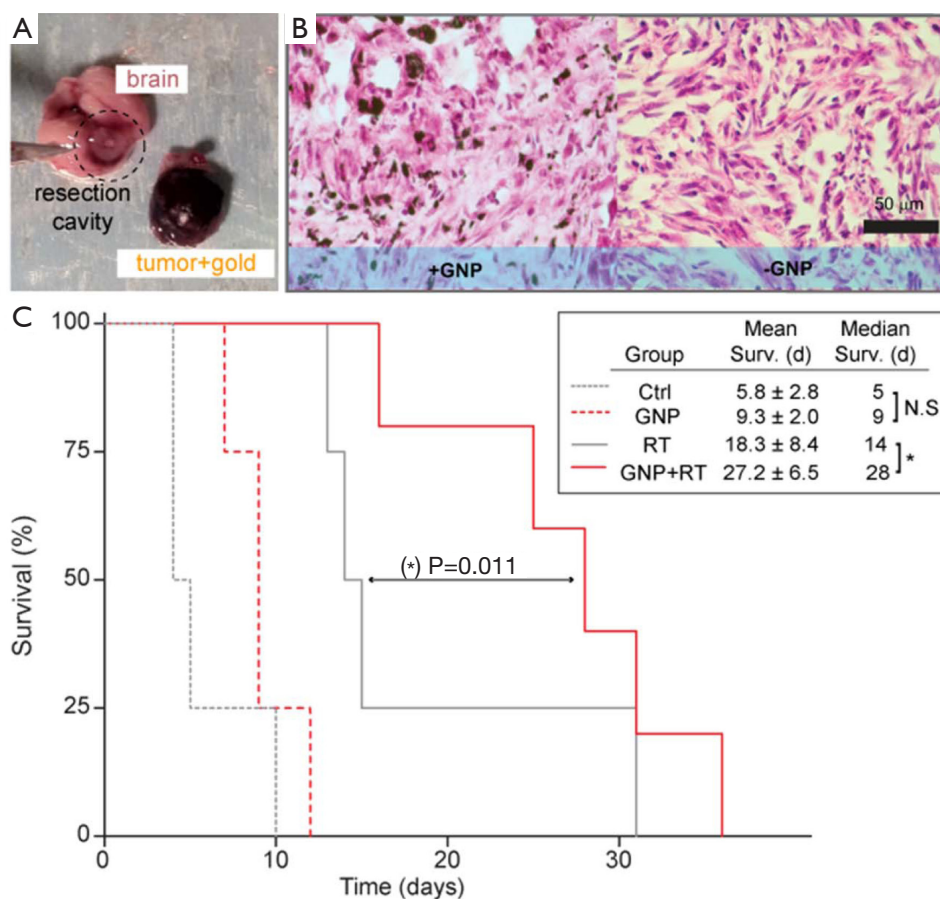 A
brain
resection
cavity
tumor+gold
B
50 μm
+GNP
-GNP
C
100
75
50
25
0
Survival (%)
0
10
20
30
Time (days)
(*) P=0.011
Mean Median
Group Surv. (d) Surv. (d)
Ctrl 5.8 ± 2.8 5
GNP 9.3 ± 2.0 9
N.S
RT 18.3 ± 8.4 14
GNP+RT 27.2 ± 6.5 28
*